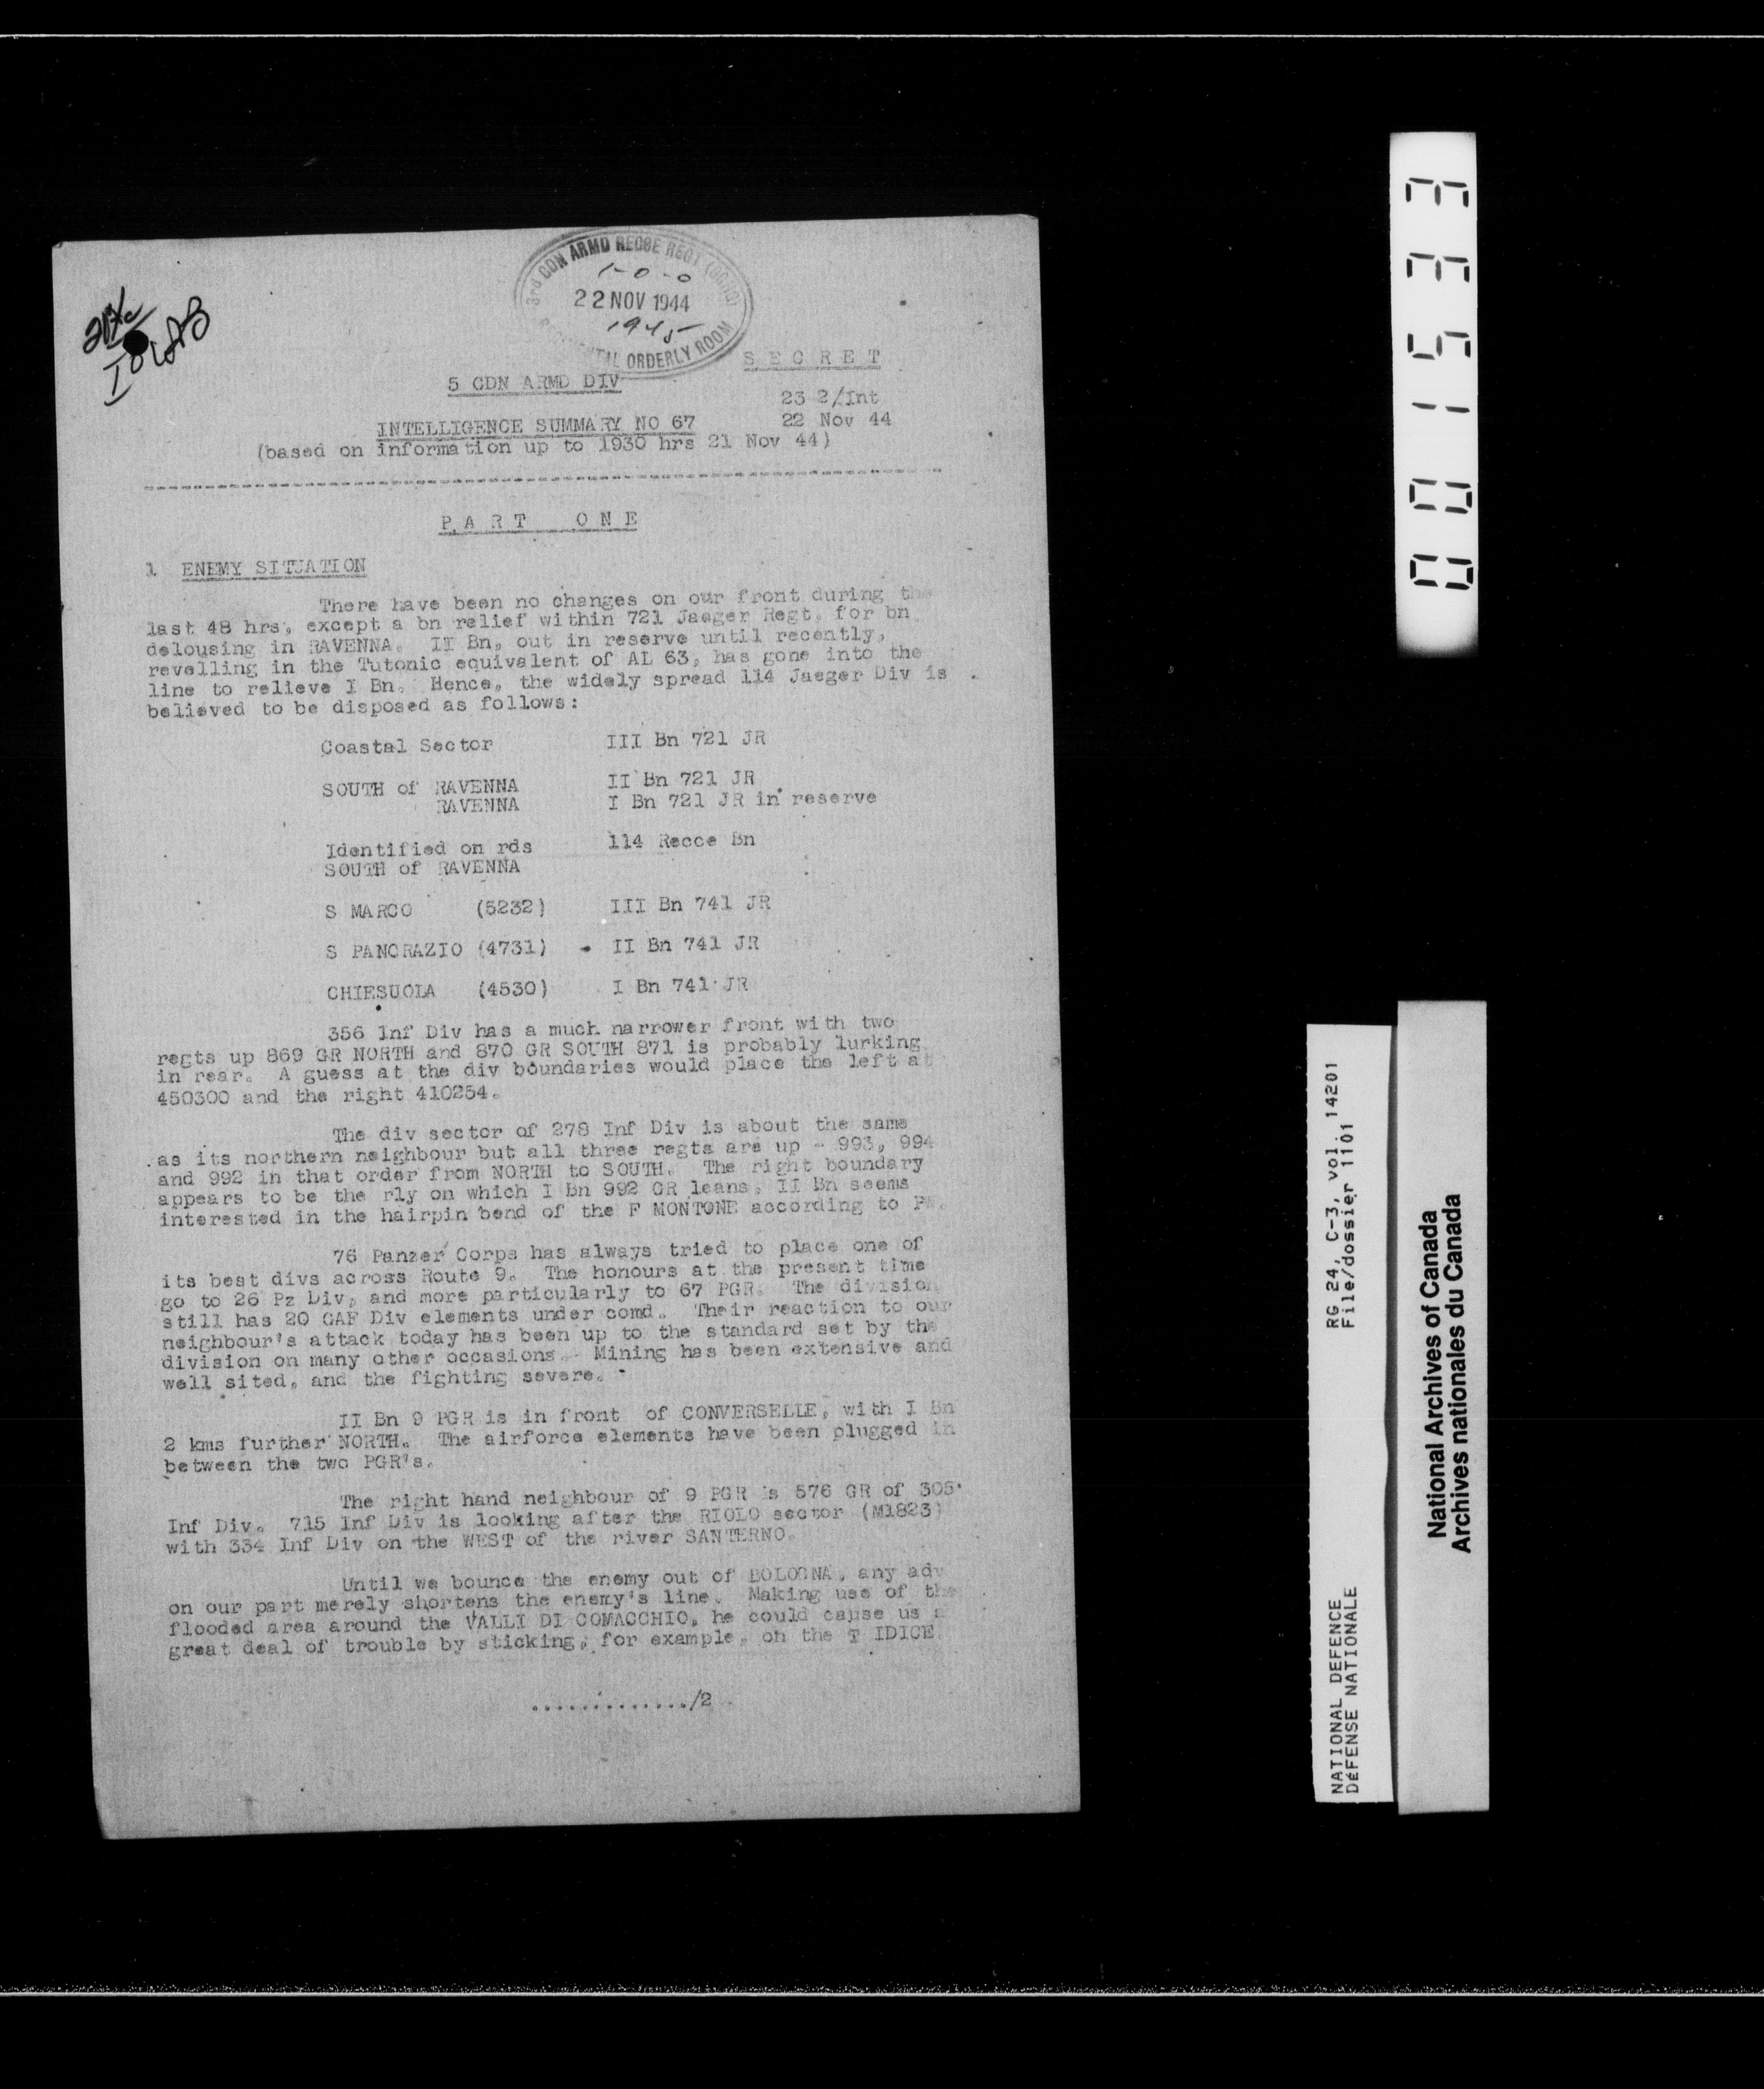 3rd CDN ARMD RECCE REGT (GGHG)
1-0-0
22 NOV 1944
1945
ORDERLY ROOM
S E C R E T
5 CDN ARMD DIV
23 2/Int
INTELLIGENCE SUMMARY NO 67
22 Nov 44
(based on information up to 1930 hrs 21 Nov 44)
P A R T O N E
1 ENEMY SITUATION
There have been no changes on our front during the
last 48 hrs, except a bn relief within 721 Jaeger Regt, for bn
delousing in RAVENNA. II Bn, out in reserve until recently,
revelling in the Tutonic equivalent of AL 63, has gone into the
line to relieve I Bn. Hence, the widely spread 114 Jaeger Div is
believed to be disposed as follows:
Coastal Sector III Bn 721 JR
SOUTH of RAVENNA II Bn 721 JR
RAVENNA I Bn 721 JR in reserve
Identified on rds 114 Recce Bn
SOUTH of RAVENNA
S MARCO (5232) III Bn 741 JR
S PANCRAZIO (4731) - II Bn 741 JR
CHIESUOLA (4530) I Bn 741 JR
356 Inf Div has a much narrower front with two
regts up 869 GR NORTH and 870 GR SOUTH 871 is probably lurking
in rear. A guess at the div boundaries would place the left at
450300 and the right 410254.
The div sector of 278 Inf Div is about the same
as its northern neighbour but all three regts are up - 993, 994
and 992 in that order from NORTH to SOUTH. The right boundary
appears to be the rly on which I Bn 992 GR leans, II Bn seems
interested in the hairpin bend of the F MONTONE according to PW.
76 Panzer Corps has always tried to place one of
its best divs across Route 9. The honours at the present time
go to 26 Pz Div, and more particularly to 67 PGR. The division
still has 20 GAF Div elements under comd. Their reaction to our
neighbour's attack today has been up to the standard set by the
division on many other occasions. Mining has been extensive and
well sited, and the fighting severe.
II Bn 9 PGR is in front of CONVERSELLE, with I Bn
2 kms further NORTH. The airforce elements have been plugged in
between the two PGR's.
The right hand neighbour of 9 PGR is 576 GR of 305
Inf Div. 715 Inf Div is looking after the RIOLO sector (M1823)
with 334 Inf Div on the WEST of the river SANTERNO.
Until we bounce the enemy out of BOLOGNA, any adv
on our part merely shortens the enemy's line. Making use of the
flooded area around the VALLI DI COMACCHIO, he could cause us a
great deal of trouble by sticking, for example, on the T IDICE
............./2
001533
RG 24, C-3, vol. 14201
File/dossier 1101
NATIONAL DEFENCE
DéFENSE NATIONALE
National Archives of Canada
Archives nationales du Canada